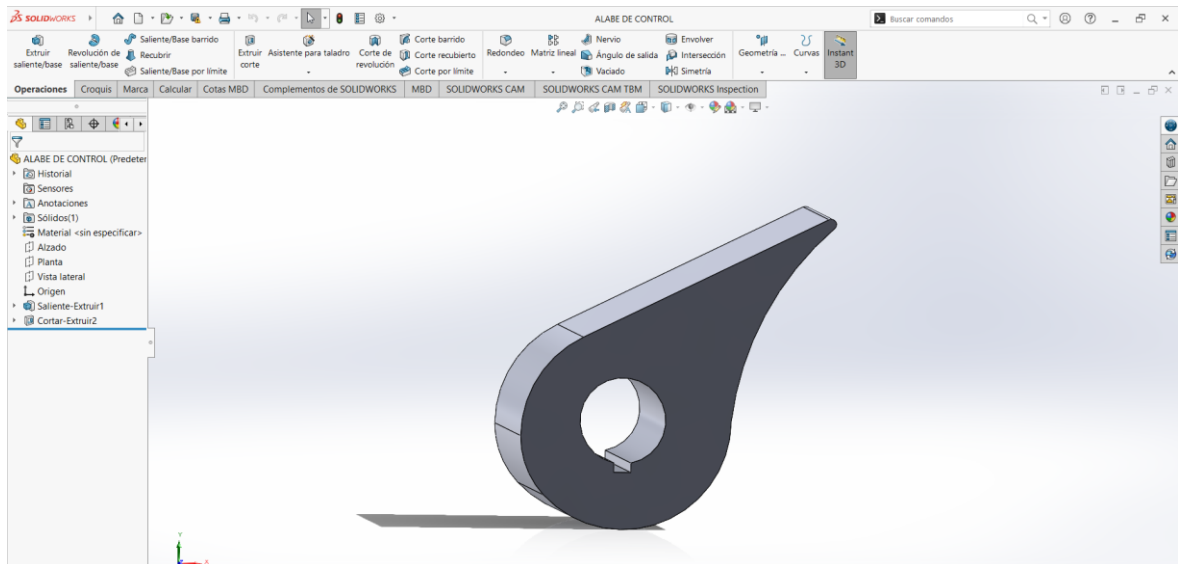 SOLIDWORKS
ALABE DE CONTROL
Buscar comandos
Extruir saliente/base
Revolución de saliente/base
Saliente/Base barrido
Recubrir
Saliente/Base por límite
Extruir corte
Asistente para taladro
Corte de revolución
Corte barrido
Corte recubierto
Corte por límite
Redondeo
Matriz lineal
Nervio
Ángulo de salida
Vaciado
Envolver
Intersección
Simetría
Geometría ...
Curvas
Instant 3D
Operaciones
Croquis
Marca
Calcular
Cotas MBD
Complementos de SOLIDWORKS
MBD
SOLIDWORKS CAM
SOLIDWORKS CAM TBM
SOLIDWORKS Inspection
ALABE DE CONTROL (Predeter
Historial
Sensores
Anotaciones
Sólidos(1)
Material <sin especificar>
Alzado
Planta
Vista lateral
Origen
Saliente-Extruir1
Cortar-Extruir2
Y
X